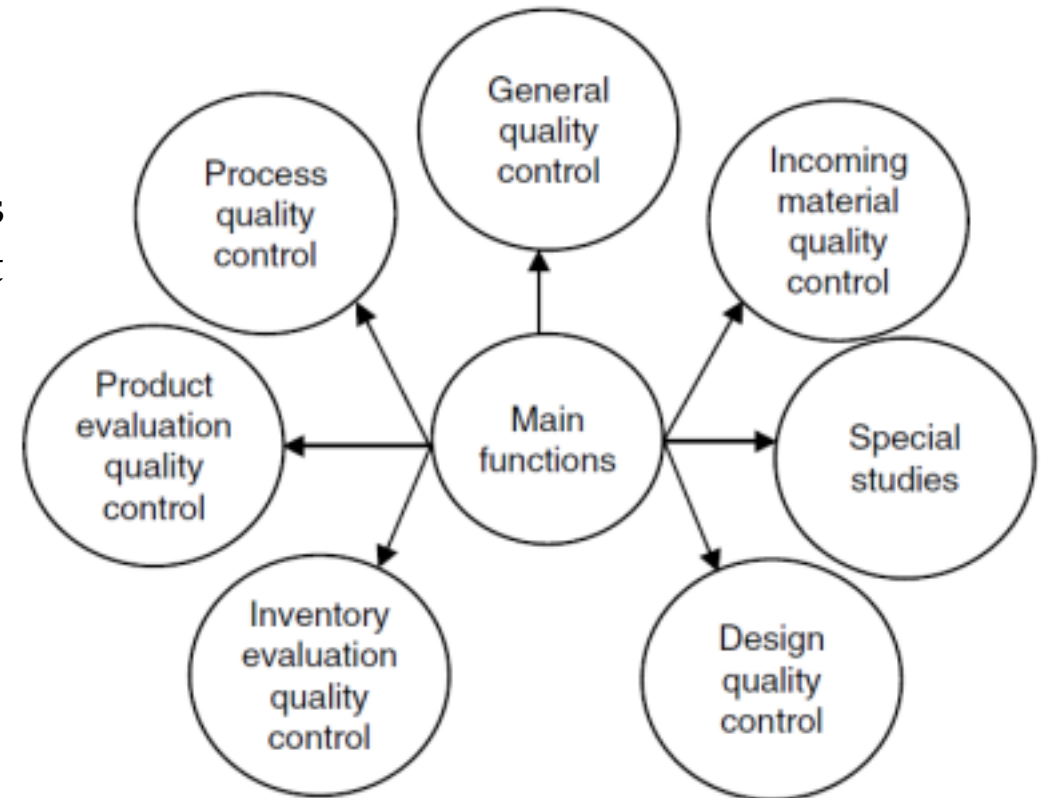 General
quality
control
Process
quality
control
Incoming
material
quality
control
Product
evaluation
quality
control
Main
functions
Special
studies
Inventory
evaluation
quality
control
Design
quality
control